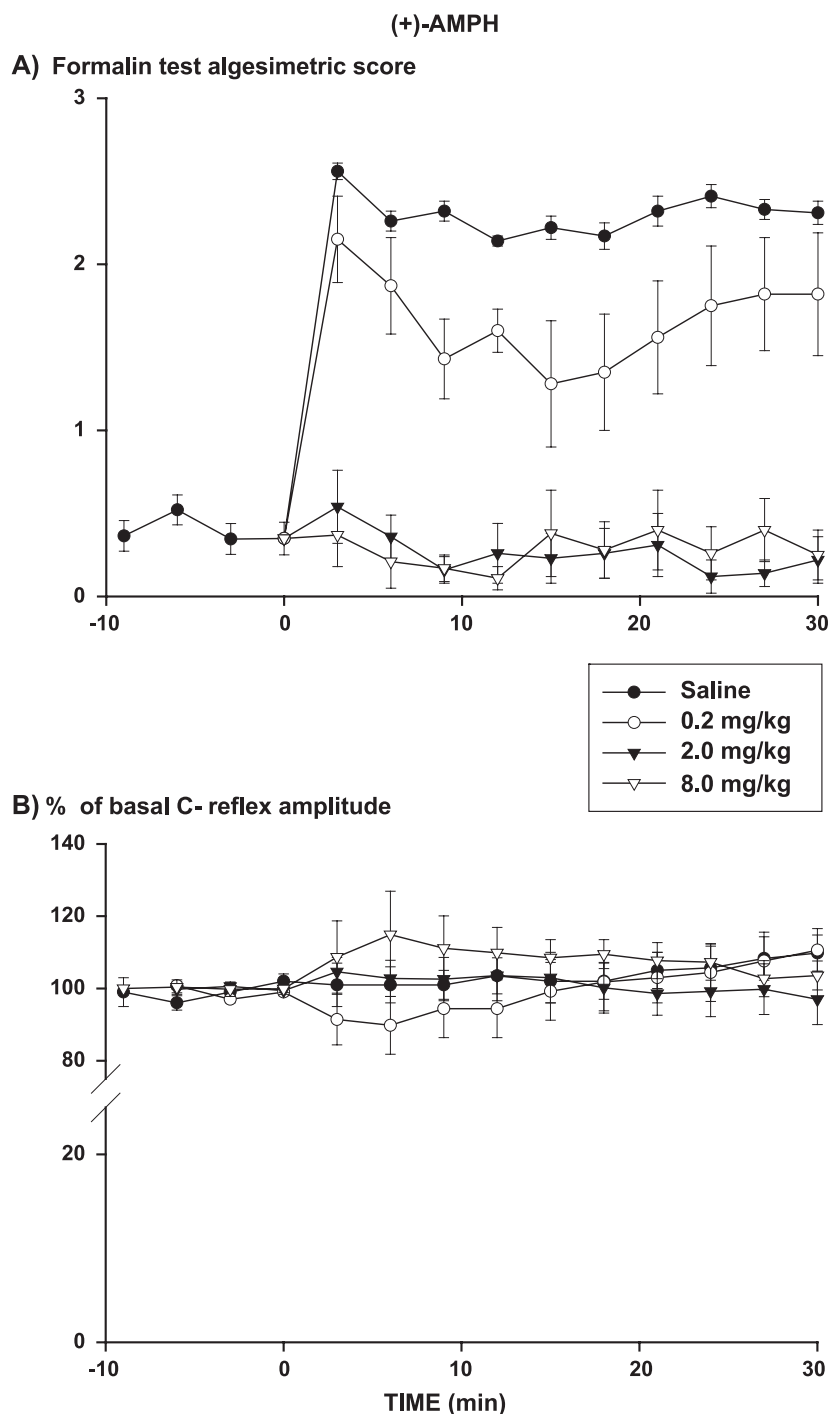 (+)-AMPH
A) Formalin test algesimetric score
3
2
1
0
-10 0 10 20 30
Saline
0.2 mg/kg
2.0 mg/kg
8.0 mg/kg
B) % of basal C- reflex amplitude
140
120
100
80
20
0
-10 0 10 20 30
TIME (min)